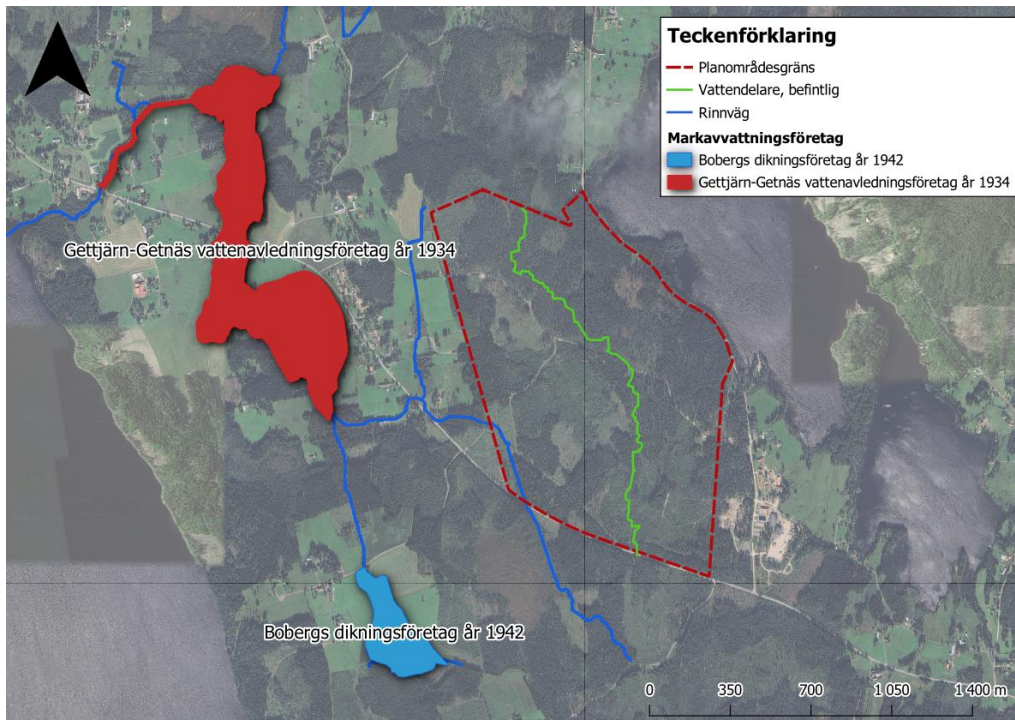 Teckenförklaring
Planområdesgräns
Vattendelare, befintlig
Rinnväg
Markavvattningsföretag
Bobergs dikningsföretag år 1942
Gettjärn-Getnäs vattenavledningsföretag år 1934
Gettjärn-Getnäs vattenavledningsföretag år 1934
Bobergs dikningsföretag år 1942
0 350 700 1 050 1 400 m